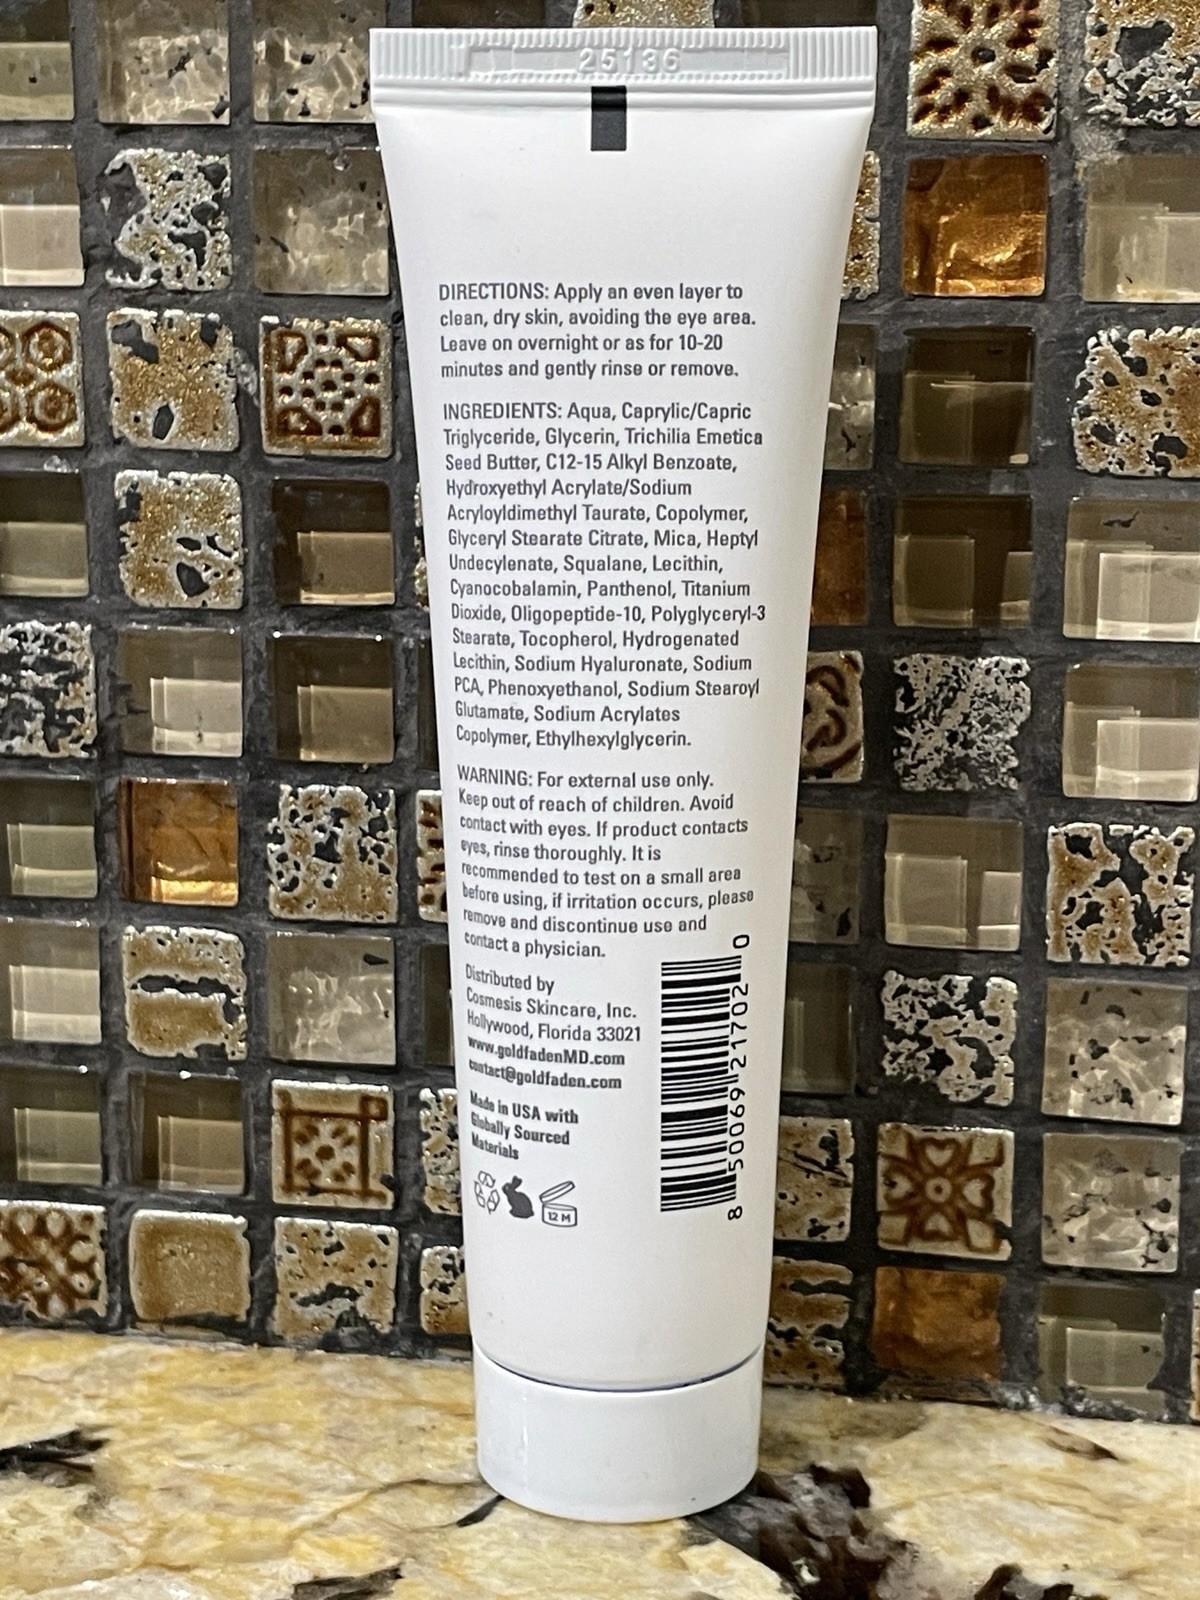 25136
DIRECTIONS: Apply an even layer to
clean, dry skin, avoiding the eye area.
Leave on overnight or as for 10-20
minutes and gently rinse or remove.
INGREDIENTS: Aqua, Caprylic/Capric
Triglyceride, Glycerin, Trichilia Emetica
Seed Butter, C12-15 Alkyl Benzoate,
Hydroxyethyl Acrylate/Sodium
Acryloyldimethyl Taurate, Copolymer,
Glyceryl Stearate Citrate, Mica, Heptyl
Undecylenate, Squalane, Lecithin,
Cyanocobalamin, Panthenol, Titanium
Dioxide, Oligopeptide-10, Polyglyceryl-3
Stearate, Tocopherol, Hydrogenated
Lecithin, Sodium Hyaluronate, Sodium
PCA, Phenoxyethanol, Sodium Stearoyl
Glutamate, Sodium Acrylates
Copolymer, Ethylhexylglycerin.
WARNING: For external use only.
Keep out of reach of children. Avoid
contact with eyes. If product contacts
eyes, rinse thoroughly. It is
recommended to test on a small area
before using, if irritation occurs, please
remove and discontinue use and
contact a physician.
Distributed by
Cosmesis Skincare, Inc.
Hollywood, Florida 33021
www.goldfadenMD.com
contact@goldfaden.com
Made in USA with
Globally Sourced
Materials
12 M
8 50069 21702 0